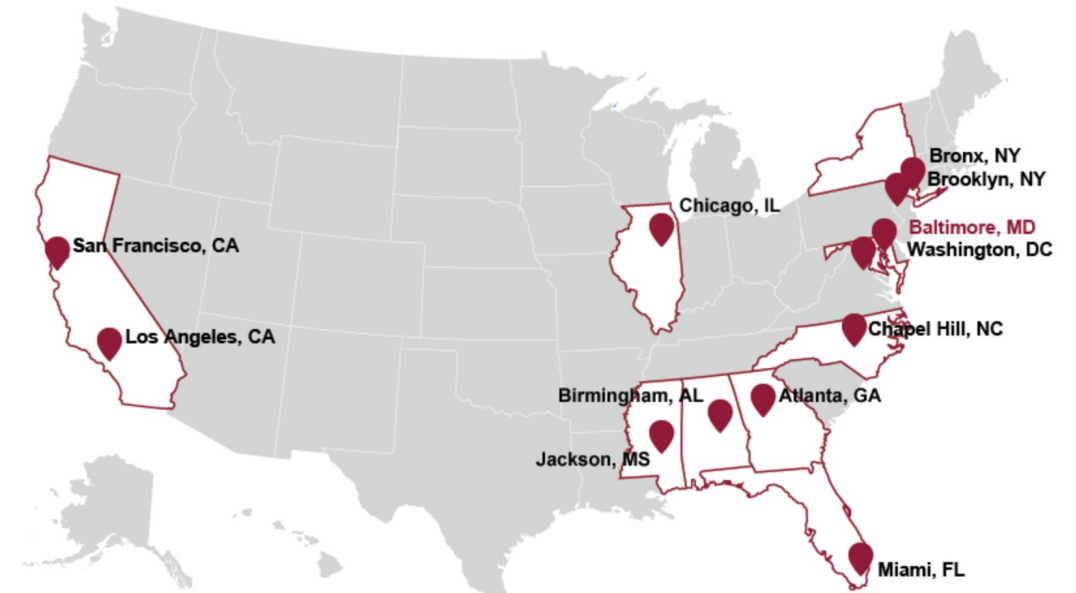 Bronx, NY
Brooklyn, NY
Chicago, IL
Baltimore, MD
San Francisco, CA
Washington, DC
Chapel Hill, NC
Los Angeles, CA
Birmingham, AL
Atlanta, GA
Jackson, MS
Miami, FL